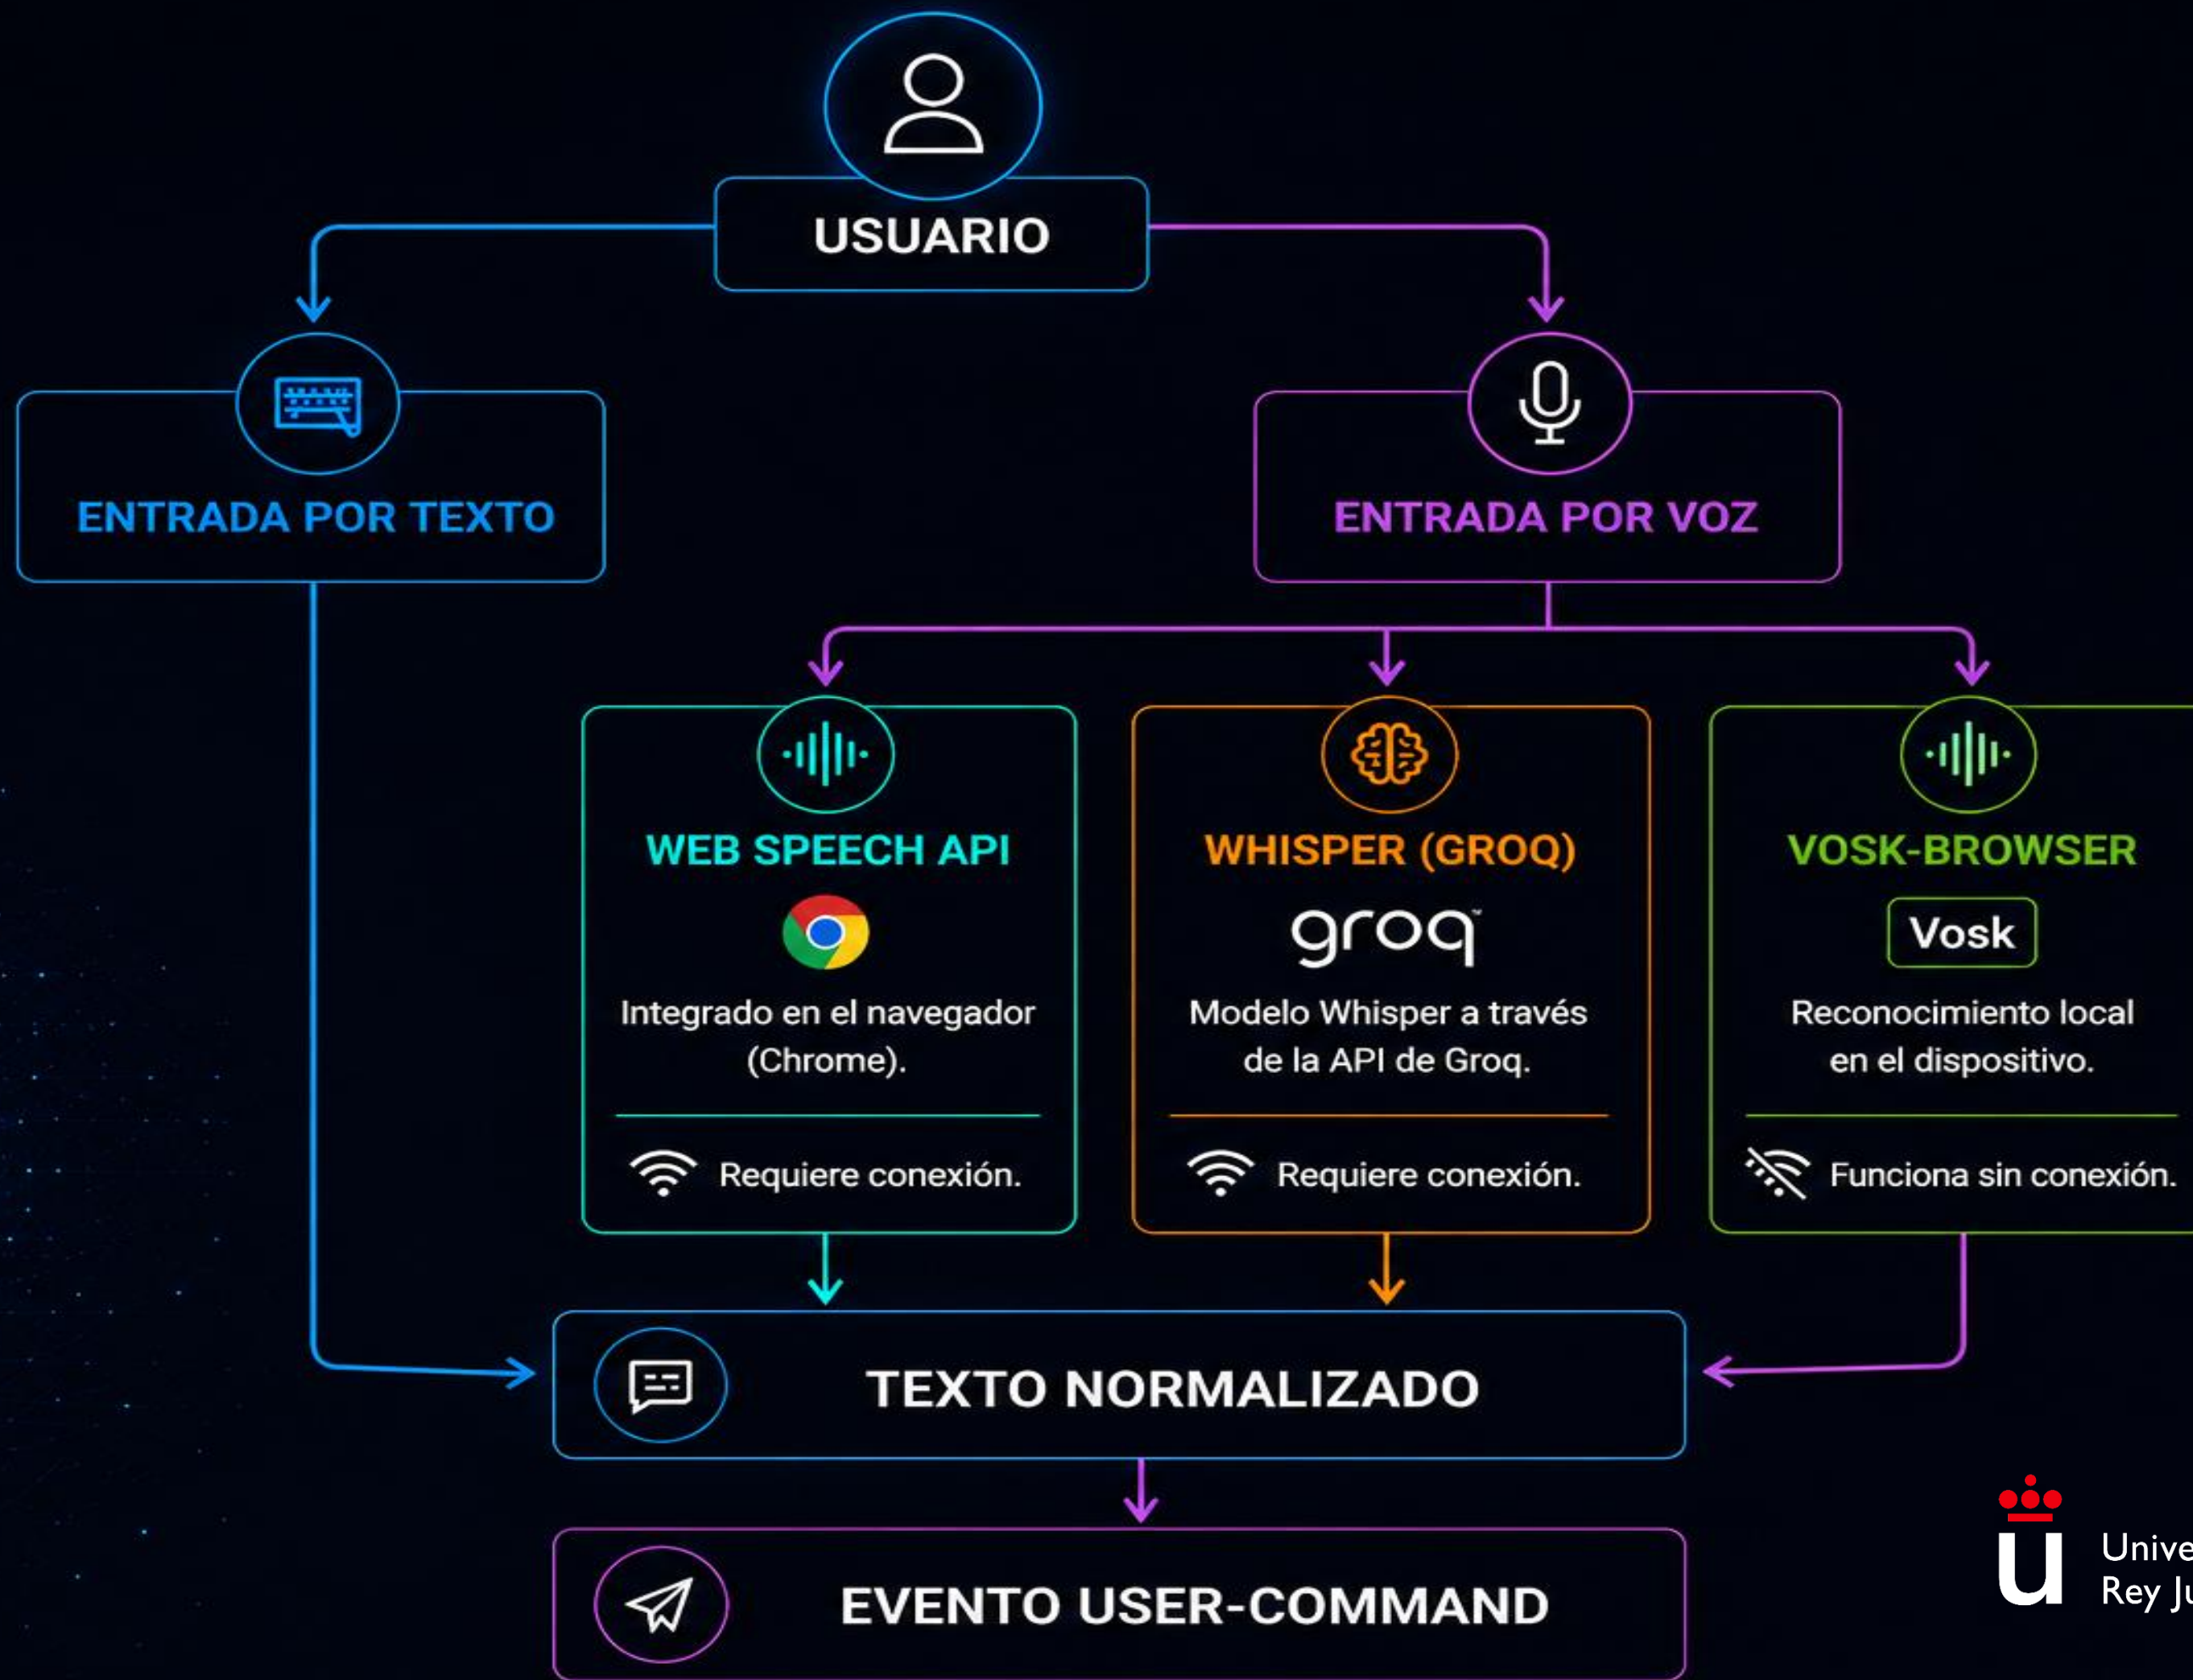 USUARIO
ENTRADA POR TEXTO
ENTRADA POR VOZ
WEB SPEECH API
Integrado en el navegador
(Chrome).
Requiere conexión.
WHISPER (GROQ)
groq™
Modelo Whisper a través
de la API de Groq.
Requiere conexión.
VOSK-BROWSER
Vosk
Reconocimiento local
en el dispositivo.
Funciona sin conexión.
TEXTO NORMALIZADO
EVENTO USER-COMMAND
u
Rey